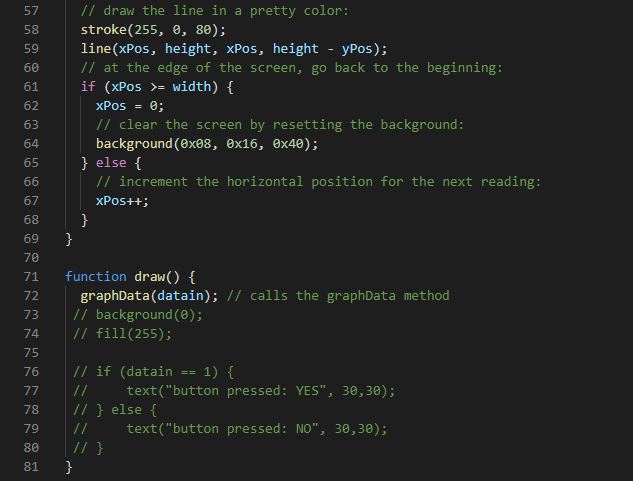 57 // draw the line in a pretty color:
58 stroke(255, 0, 80);
59 line(xPos, height, xPos, height - yPos);
60 // at the edge of the screen, go back to the beginning:
61 if (xPos >= width) {
62 xPos = 0;
63 // clear the screen by resetting the background:
64 background(0x08, 0x16, 0x40);
65 } else {
66 // increment the horizontal position for the next reading:
67 xPos++;
68 }
69 }
70
71 function draw() {
72 graphData(datain); // calls the graphData method
73 // background(0);
74 // fill(255);
75
76 // if (datain == 1) {
77 //     text("button pressed: YES", 30,30);
78 // } else {
79 //     text("button pressed: NO", 30,30);
80 // }
81 }